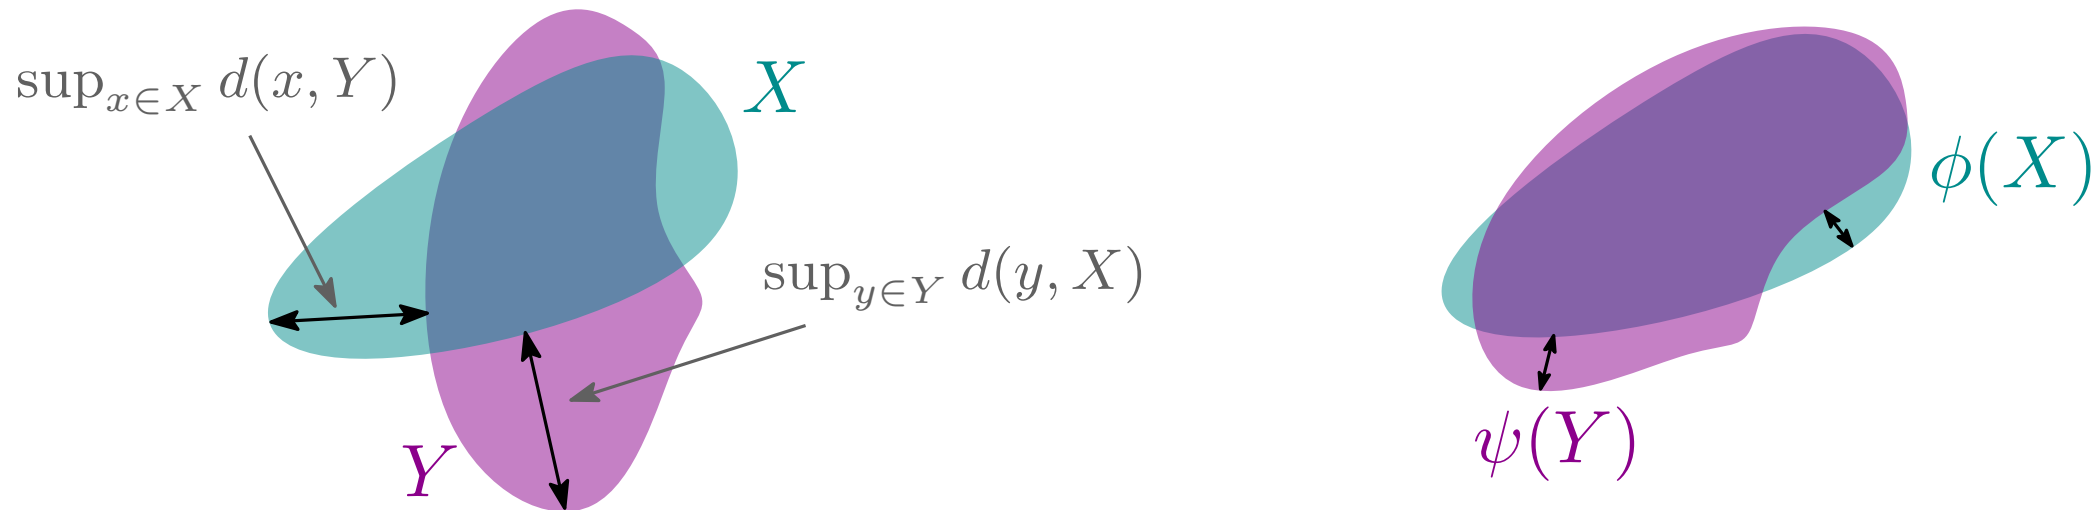 sup_{x∈X} d(x, Y)
X
sup_{y∈Y} d(y, X)
Y
ϕ(X)
ψ(Y)